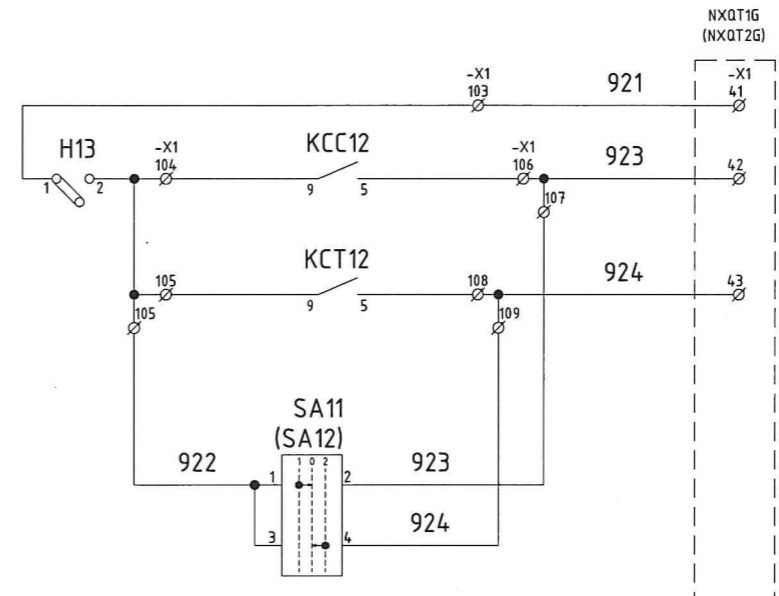 NXQT1G
(NXQT2G)
-X1
103
921
-X1
41
H13
-X1
104
KCC12
-X1
106
923
42
1
2
9
5
107
KCT12
105
108
924
43
9
5
105
109
SA11
(SA12)
922
1
1 0 2
2
923
924
3
4